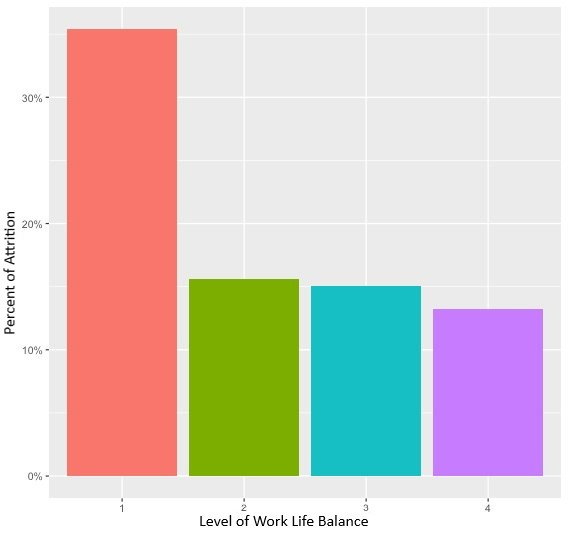 Percent of Attrition
30%
20%
10%
0%
1 2 3 4
Level of Work Life Balance